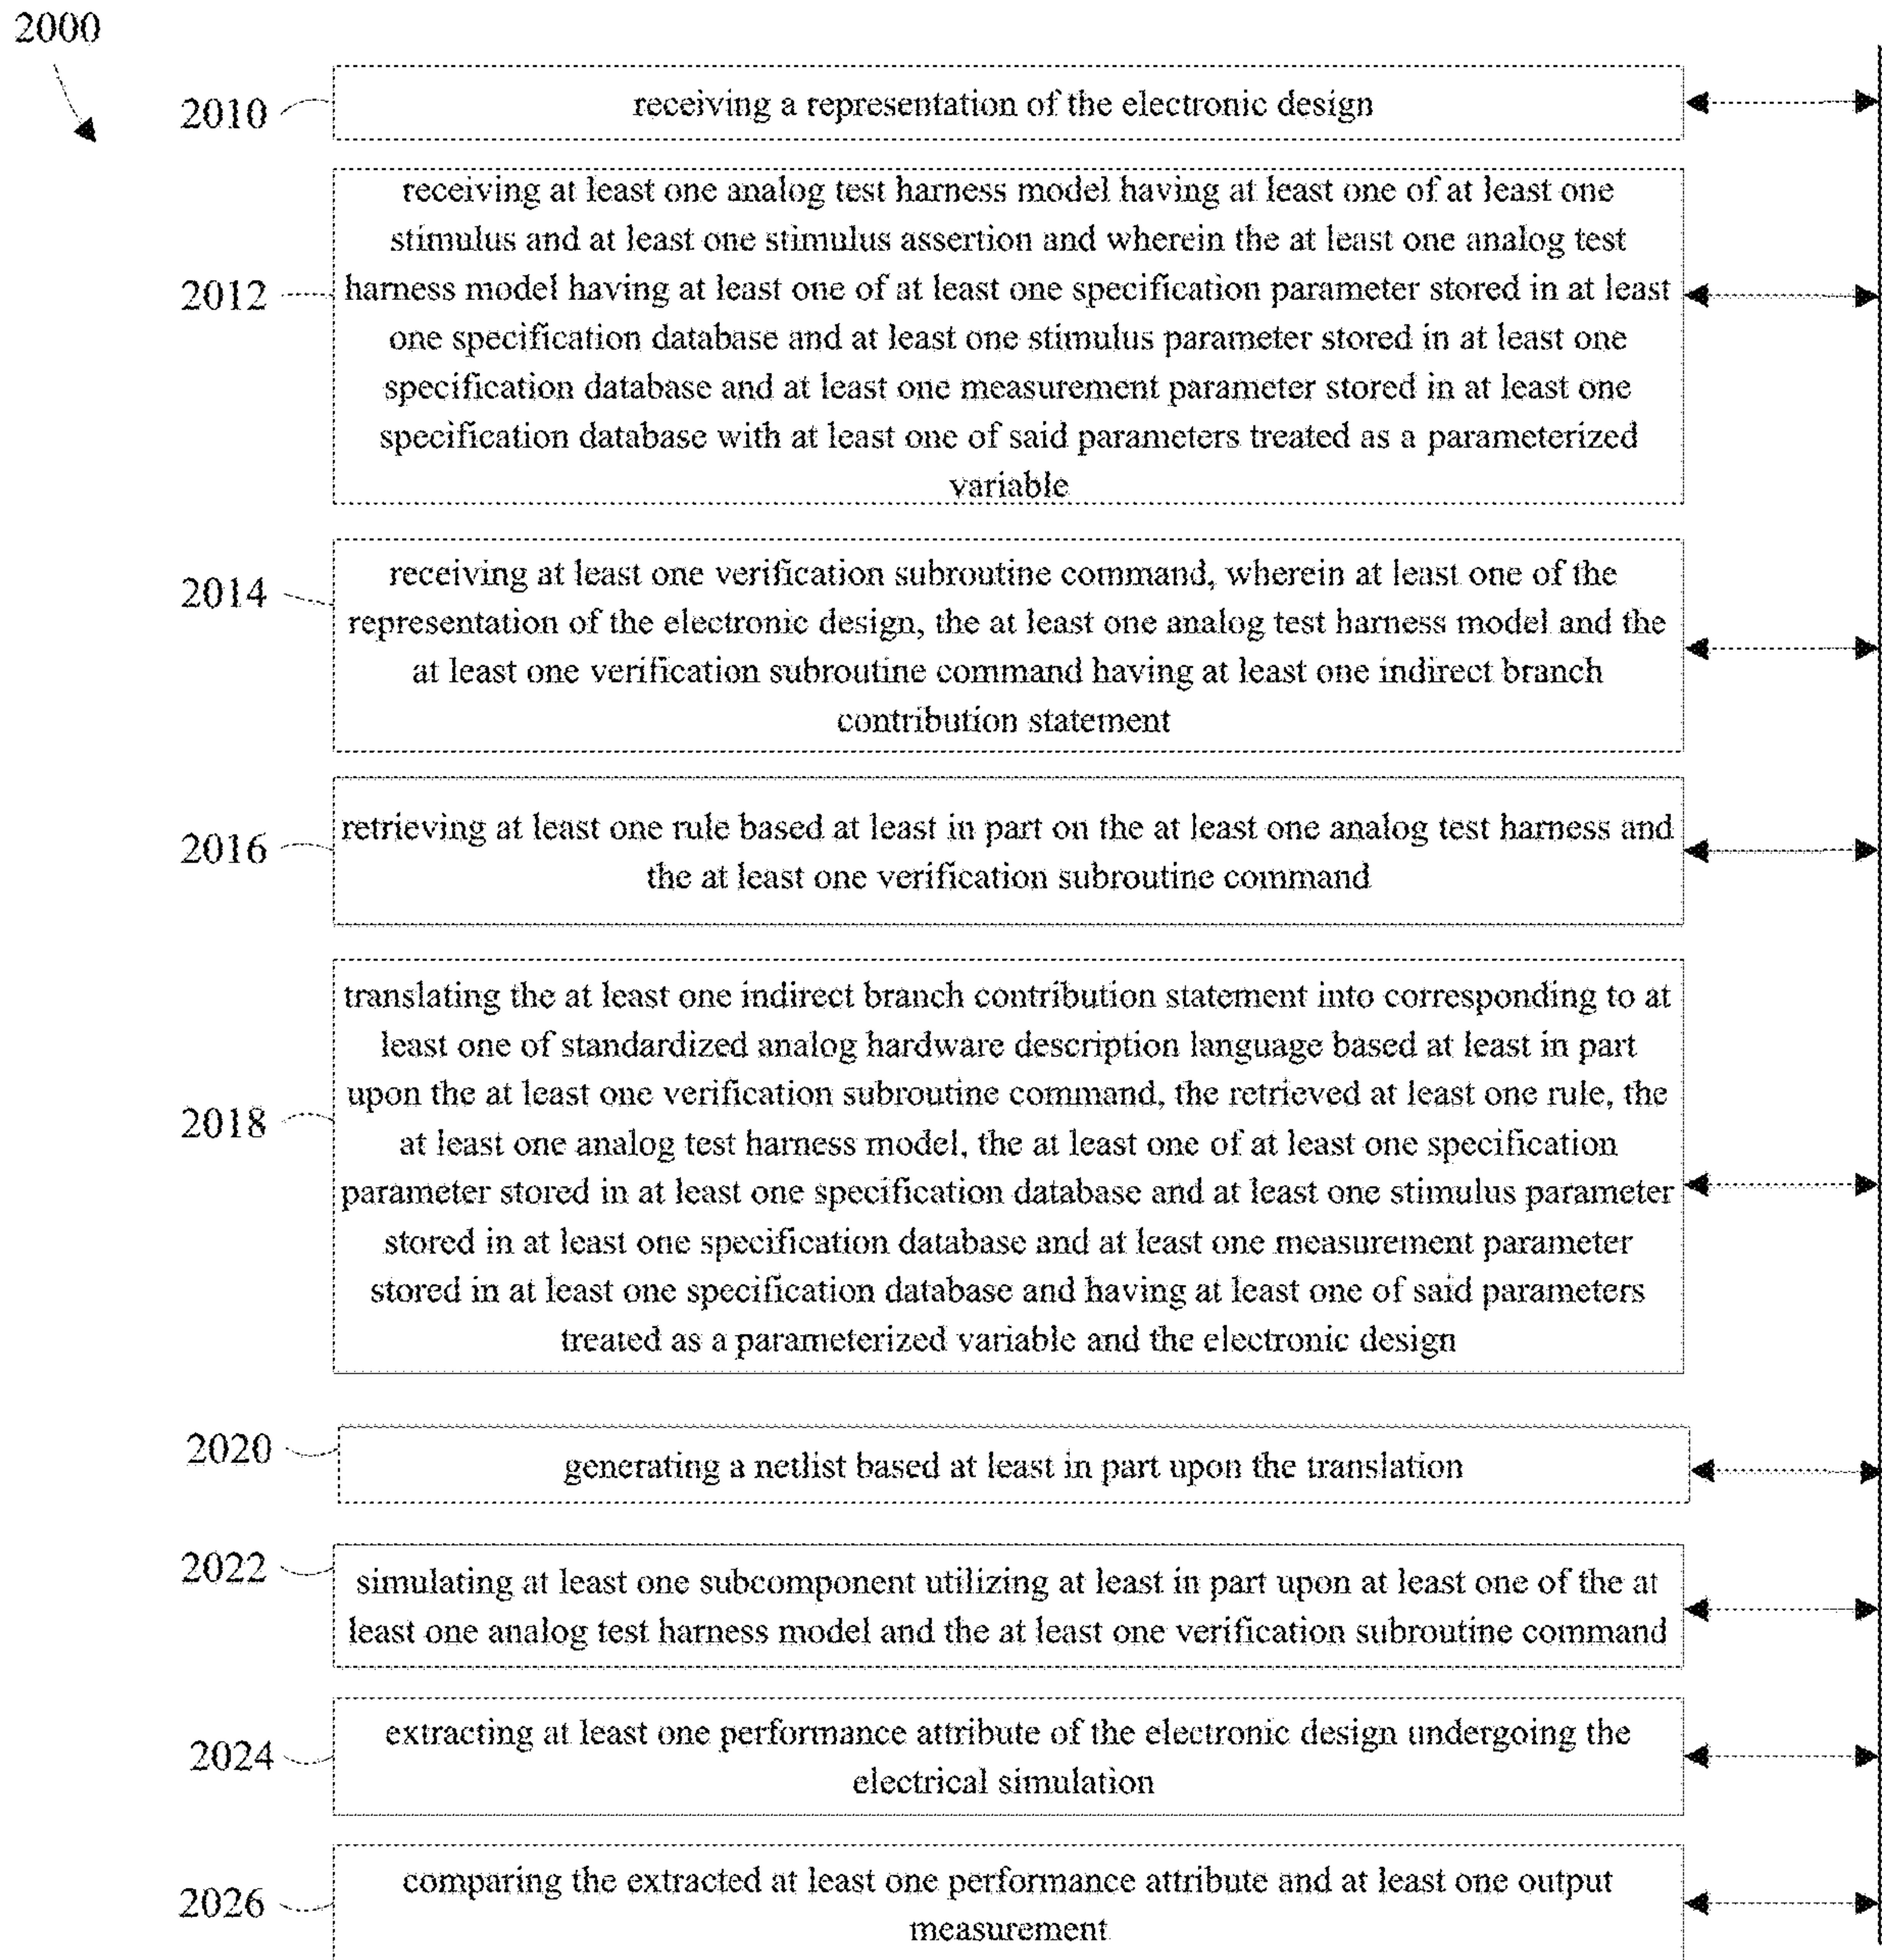 2000
2010
receiving a representation of the electronic design
receiving at least one analog test harness model having at least one of at least one
stimulus and at least one stimulus assertion and wherein the at least one analog test
2012
harness model having at least one of at least one specification parameter stored in at least
one specification database and at least one stimulus parameter stored in at least one
specification database and at least one measurement parameter stored in at least one
specification database with at least one of said parameters treated as a parameterized
variable
2014
receiving at least one verification subroutine command, wherein at least one of the
representation of the electronic design, the at least one analog test harness model and the
at least one verification subroutine command having at least one indirect branch
contribution statement
2016
retrieving at least one rule based at least in part on the at least one analog test harness and
the at least one verification subroutine command
translating the at least one indirect branch contribution statement into corresponding to at
least one of standardized analog hardware description language based at least in part
upon the at least one verification subroutine command, the retrieved at least one rule, the
2018
at least one analog test harness model, the at least one of at least one specification
parameter stored in at least one specification database and at least one stimulus parameter
stored in at least one specification database and at least one measurement parameter
stored in at least one specification database and having at least one of said parameters
treated as a parameterized variable and the electronic design
2020
generating a netlist based at least in part upon the translation
2022
simulating at least one subcomponent utilizing at least in part upon at least one of the at
least one analog test harness model and the at least one verification subroutine command
2024
extracting at least one performance attribute of the electronic design undergoing the
electrical simulation
2026
comparing the extracted at least one performance attribute and at least one output
measurement